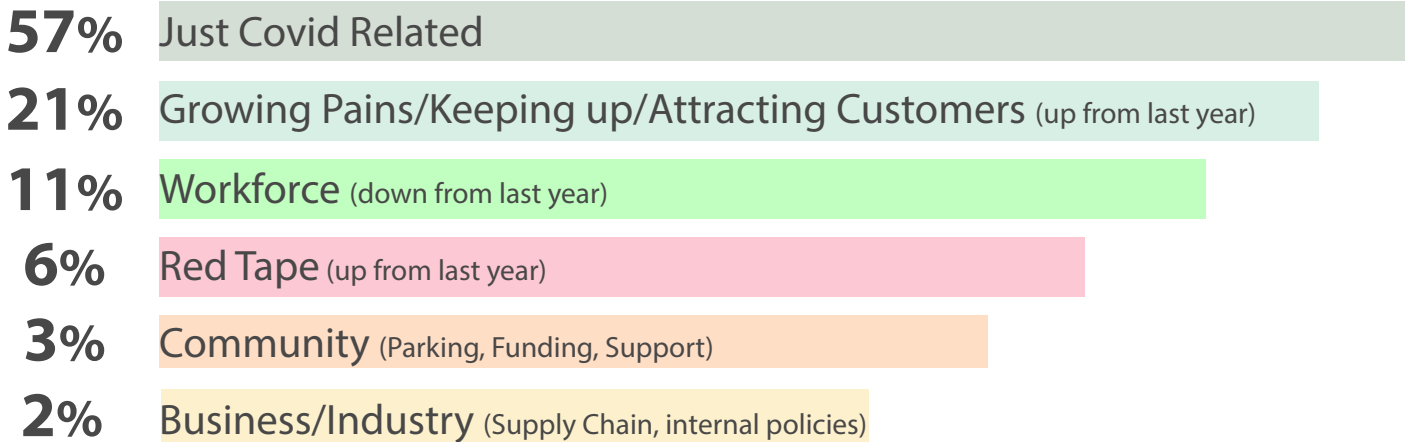 57% Just Covid Related
21% Growing Pains/Keeping up/Attracting Customers (up from last year)
11% Workforce (down from last year)
6% Red Tape (up from last year)
3% Community (Parking, Funding, Support)
2% Business/Industry (Supply Chain, internal policies)